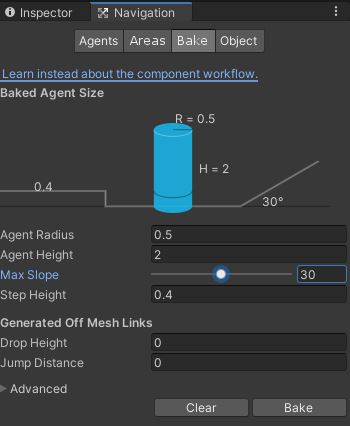 Inspector
Navigation
Agents Areas Bake Object
Learn instead about the component workflow.
Baked Agent Size
R = 0.5
H = 2
0.4
30°
Agent Radius 0.5
Agent Height 2
Max Slope 30
Step Height 0.4
Generated Off Mesh Links
Drop Height 0
Jump Distance 0
Advanced
Clear Bake